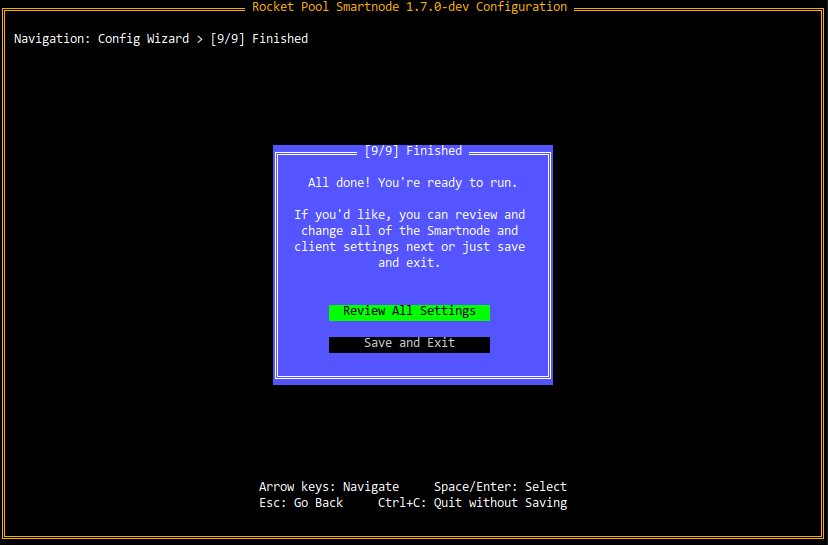 Rocket Pool Smartnode 1.7.0-dev Configuration
Navigation: Config Wizard > [9/9] Finished
[9/9] Finished
All done! You're ready to run.
If you'd like, you can review and
change all of the Smartnode and
client settings next or just save
and exit.
Review All Settings
Save and Exit
Arrow keys: Navigate     Space/Enter: Select
Esc: Go Back     Ctrl+C: Quit without Saving